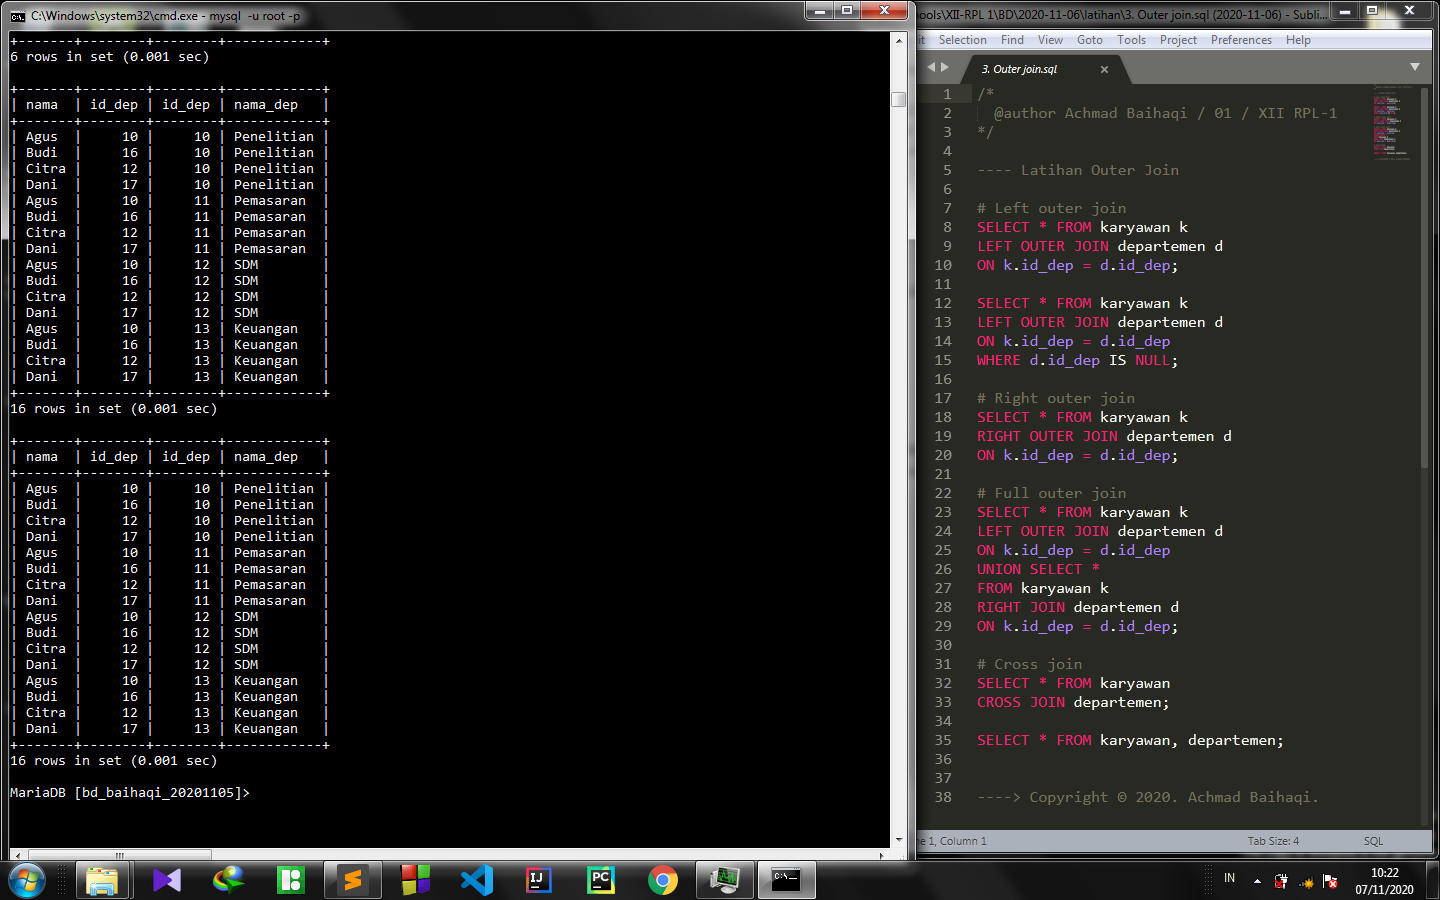 C:\Windows\system32\cmd.exe - mysql  -u root -p
+-------+--------+--------+------------+
6 rows in set (0.001 sec)
+-------+--------+--------+------------+
| nama  | id_dep | id_dep | nama_dep   |
+-------+--------+--------+------------+
| Agus  |     10 |     10 | Penelitian |
| Budi  |     16 |     10 | Penelitian |
| Citra |     12 |     10 | Penelitian |
| Dani  |     17 |     10 | Penelitian |
| Agus  |     10 |     11 | Pemasaran  |
| Budi  |     16 |     11 | Pemasaran  |
| Citra |     12 |     11 | Pemasaran  |
| Dani  |     17 |     11 | Pemasaran  |
| Agus  |     10 |     12 | SDM        |
| Budi  |     16 |     12 | SDM        |
| Citra |     12 |     12 | SDM        |
| Dani  |     17 |     12 | SDM        |
| Agus  |     10 |     13 | Keuangan   |
| Budi  |     16 |     13 | Keuangan   |
| Citra |     12 |     13 | Keuangan   |
| Dani  |     17 |     13 | Keuangan   |
+-------+--------+--------+------------+
16 rows in set (0.001 sec)
+-------+--------+--------+------------+
| nama  | id_dep | id_dep | nama_dep   |
+-------+--------+--------+------------+
| Agus  |     10 |     10 | Penelitian |
| Budi  |     16 |     10 | Penelitian |
| Citra |     12 |     10 | Penelitian |
| Dani  |     17 |     10 | Penelitian |
| Agus  |     10 |     11 | Pemasaran  |
| Budi  |     16 |     11 | Pemasaran  |
| Citra |     12 |     11 | Pemasaran  |
| Dani  |     17 |     11 | Pemasaran  |
| Agus  |     10 |     12 | SDM        |
| Budi  |     16 |     12 | SDM        |
| Citra |     12 |     12 | SDM        |
| Dani  |     17 |     12 | SDM        |
| Agus  |     10 |     13 | Keuangan   |
| Budi  |     16 |     13 | Keuangan   |
| Citra |     12 |     13 | Keuangan   |
| Dani  |     17 |     13 | Keuangan   |
+-------+--------+--------+------------+
16 rows in set (0.001 sec)
MariaDB [bd_baihaqi_20201105]>
ools\XII-RPL 1\BD\2020-11-06\latihan\3. Outer join.sql (2020-11-06) - Subli...
it Selection Find View Goto Tools Project Preferences Help
3. Outer join.sql
1 /*
2   @author Achmad Baihaqi / 01 / XII RPL-1
3 */
4
5 ---- Latihan Outer Join
6
7 # Left outer join
8 SELECT * FROM karyawan k
9 LEFT OUTER JOIN departemen d
10 ON k.id_dep = d.id_dep;
11
12 SELECT * FROM karyawan k
13 LEFT OUTER JOIN departemen d
14 ON k.id_dep = d.id_dep
15 WHERE d.id_dep IS NULL;
16
17 # Right outer join
18 SELECT * FROM karyawan k
19 RIGHT OUTER JOIN departemen d
20 ON k.id_dep = d.id_dep;
21
22 # Full outer join
23 SELECT * FROM karyawan k
24 LEFT OUTER JOIN departemen d
25 ON k.id_dep = d.id_dep
26 UNION SELECT *
27 FROM karyawan k
28 RIGHT JOIN departemen d
29 ON k.id_dep = d.id_dep;
30
31 # Cross join
32 SELECT * FROM karyawan
33 CROSS JOIN departemen;
34
35 SELECT * FROM karyawan, departemen;
36
37
38 ----> Copyright © 2020. Achmad Baihaqi.
e 1, Column 1 Tab Size: 4 SQL
IJ PC C:\_ IN 10:22
07/11/2020